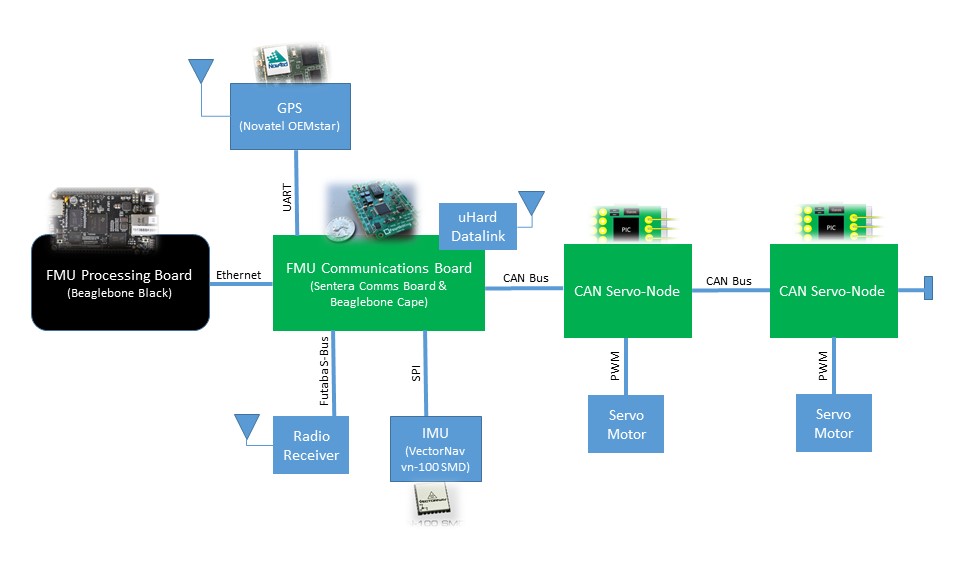 NovAtel
GPS
(Novatel OEMstar)
UART
uHard
Datalink
FMU Processing Board
(Beaglebone Black)
Ethernet
FMU Communications Board
(Sentera Comms Board &
Beaglebone Cape)
CAN Bus
PIC
CAN Servo-Node
CAN Bus
PIC
CAN Servo-Node
Futaba S-Bus
SPI
PWM
PWM
Radio
Receiver
IMU
(VectorNav
vn-100 SMD)
Servo
Motor
Servo
Motor